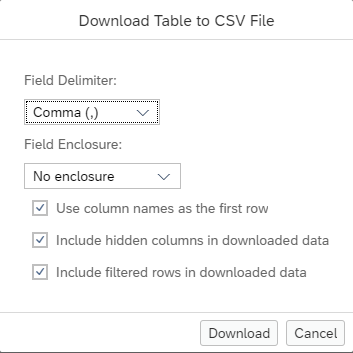 Download Table to CSV File
Field Delimiter:
Comma (,)
Field Enclosure:
No enclosure
Use column names as the first row
Include hidden columns in downloaded data
Include filtered rows in downloaded data
Download Cancel